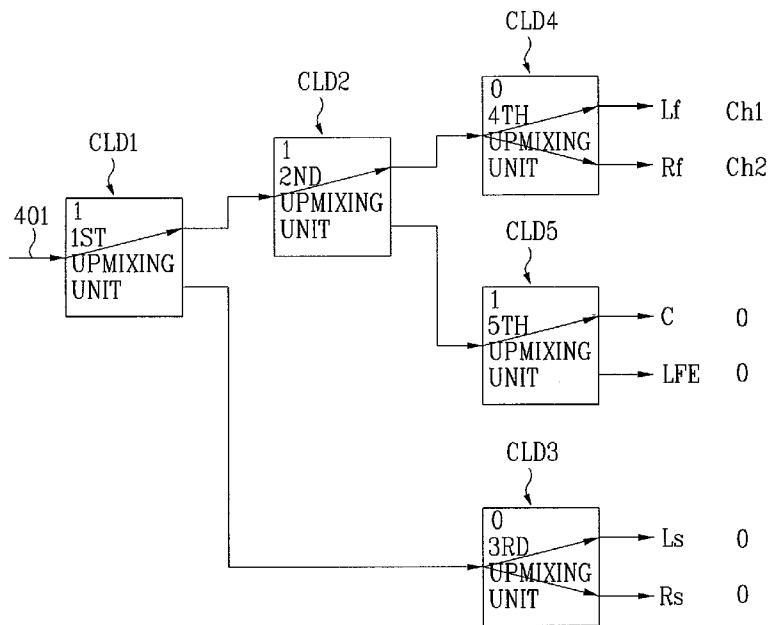 CLD4
0
4TH
UPMIXING
UNIT
Lf Ch1
Rf Ch2
CLD2
1
2ND
UPMIXING
UNIT
CLD1
401
1
1ST
UPMIXING
UNIT
CLD5
1
5TH
UPMIXING
UNIT
C 0
LFE 0
CLD3
0
3RD
UPMIXING
UNIT
Ls 0
Rs 0